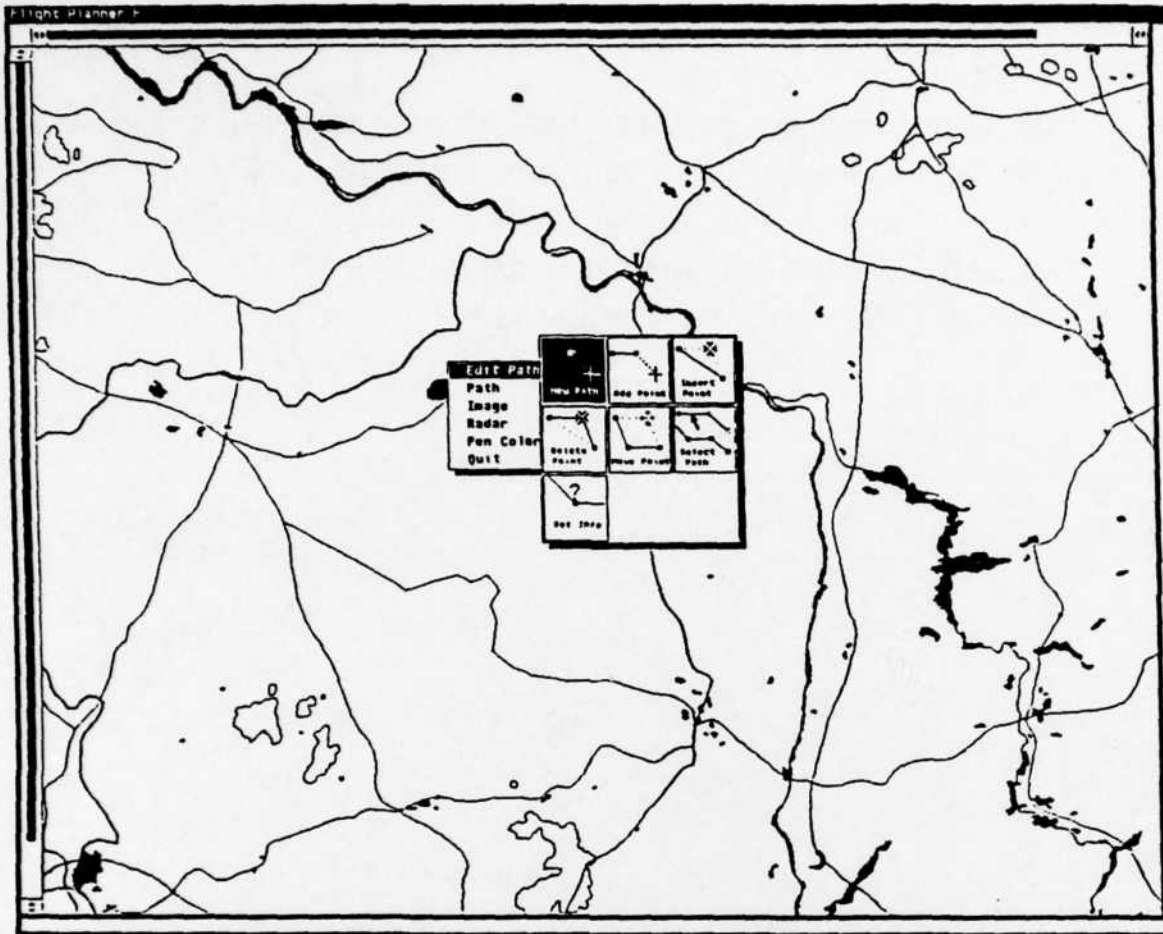 Flight Planner F
Edit Path
Path
Image
Radar
Pen Color
Quit
New Path
Add Point
Insert
Point
Delete
Point
Move Point
Select
Path
Get Info
?